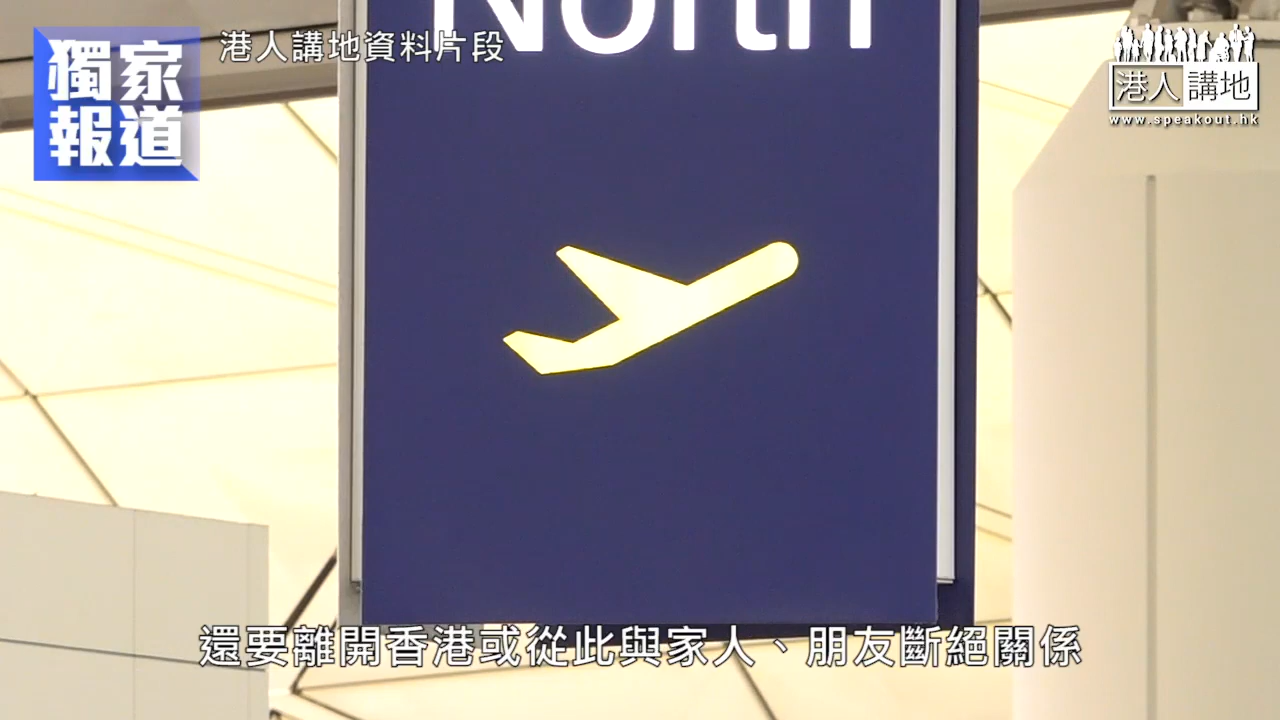 North
港人講地資料片段
獨家
報道
港人講地
www.speakout.hk
還要離開香港或從此與家人、朋友斷絕關係